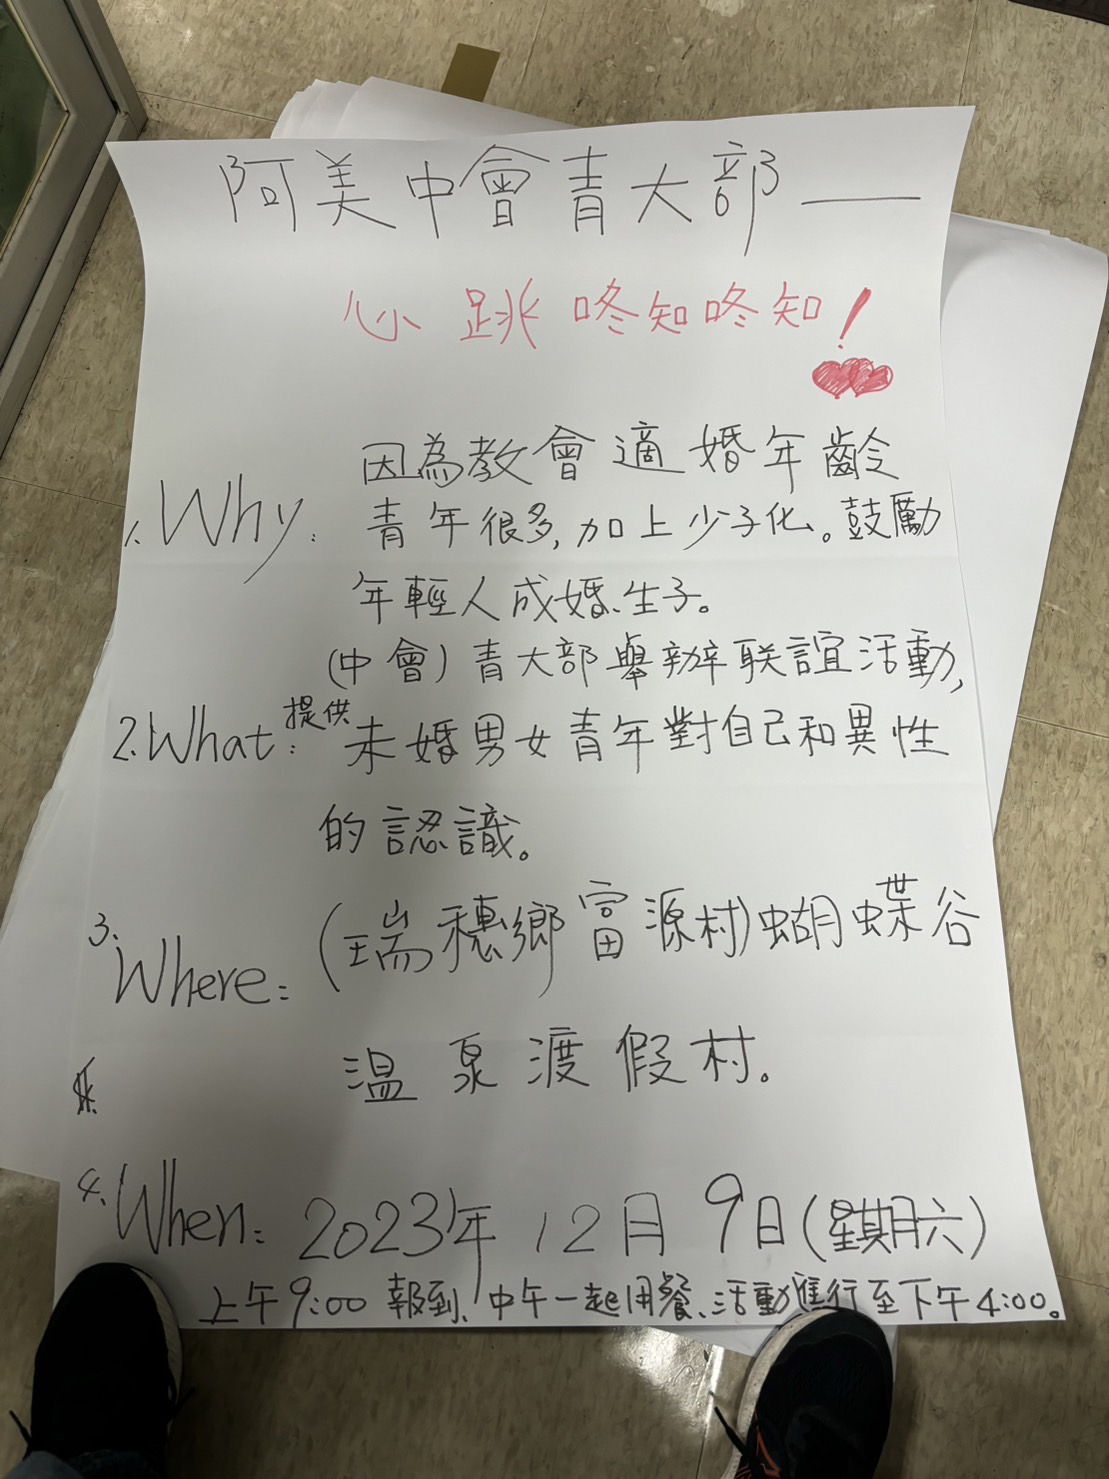 阿美中會青大部——
心跳咚知咚知!
1. Why: 因為教會適婚年齡
青年很多,加上少子化。鼓勵
年輕人成婚、生子。
(中會)青大部舉辦联誼活動,
2. What: 提供未婚男女青年對自己和異性
的認識。
3. Where: (瑞穗鄉富源村)蝴蝶谷
溫泉渡假村。
4. When: 2023年12月9日(星期六)
上午9:00報到、中午一起用餐、活動進行至下午4:00。